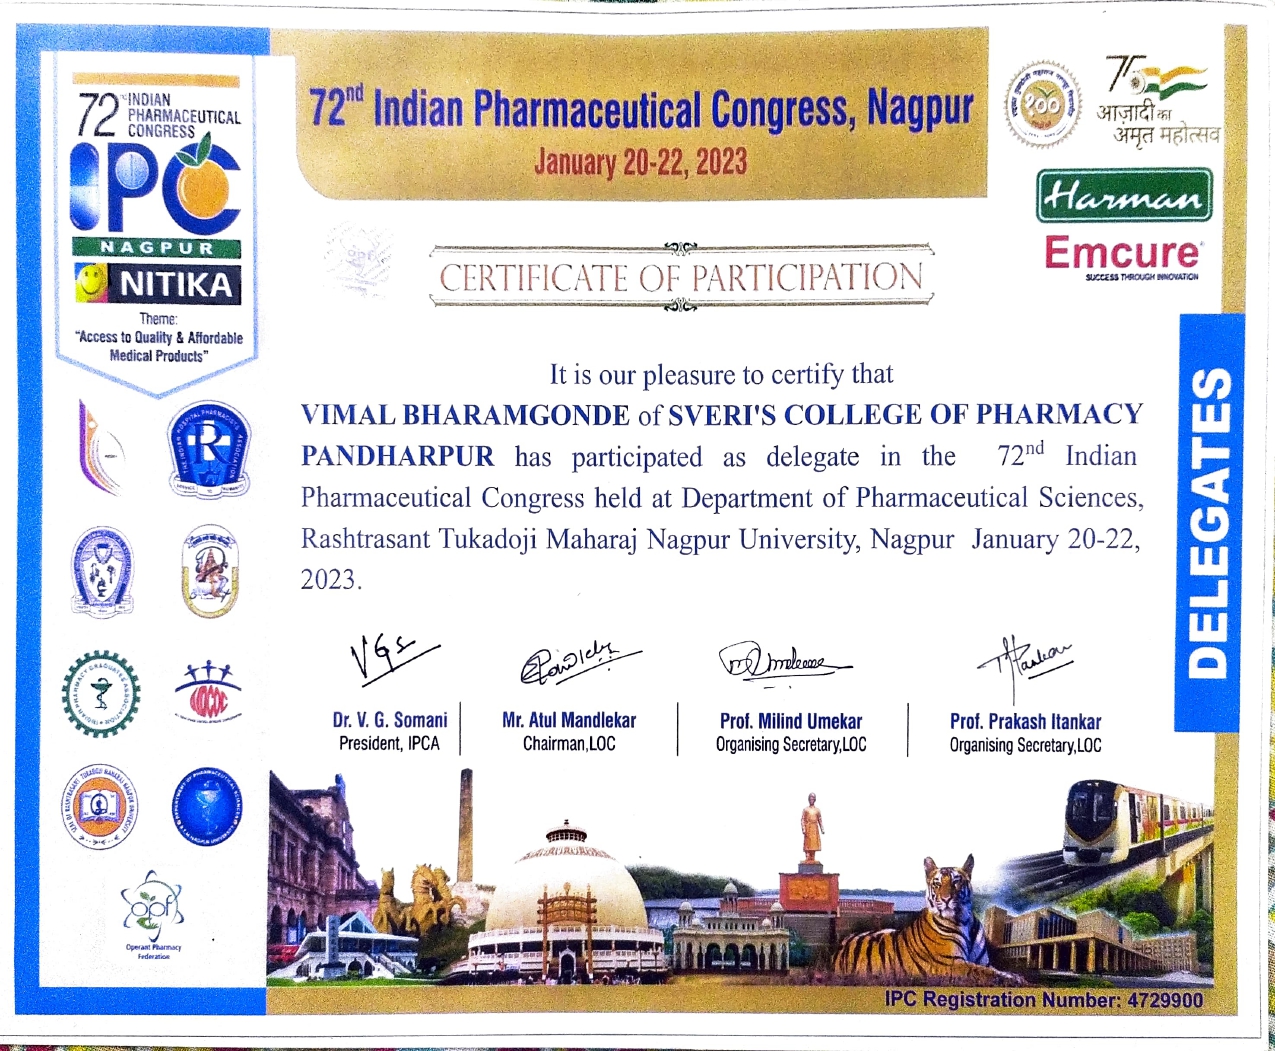 72nd INDIAN
PHARMACEUTICAL
CONGRESS
IPC
NAGPUR
NITIKA
Theme:
"Access to Quality & Affordable
Medical Products"
72nd Indian Pharmaceutical Congress, Nagpur
January 20-22, 2023
75
आज़ादी का
अमृत महोत्सव
100
Harman
Emcure
SUCCESS THROUGH INNOVATION
CERTIFICATE OF PARTICIPATION
It is our pleasure to certify that
VIMAL BHARAMGONDE of SVERI'S COLLEGE OF PHARMACY
PANDHARPUR has participated as delegate in the 72nd Indian
Pharmaceutical Congress held at Department of Pharmaceutical Sciences,
Rashtrasant Tukadoji Maharaj Nagpur University, Nagpur January 20-22,
2023.
DELEGATES
Dr. V. G. Somani
President, IPCA
Mr. Atul Mandlekar
Chairman,LOC
Prof. Milind Umekar
Organising Secretary,LOC
Prof. Prakash Itankar
Organising Secretary,LOC
Operant Pharmacy
Federation
IPC Registration Number: 4729900